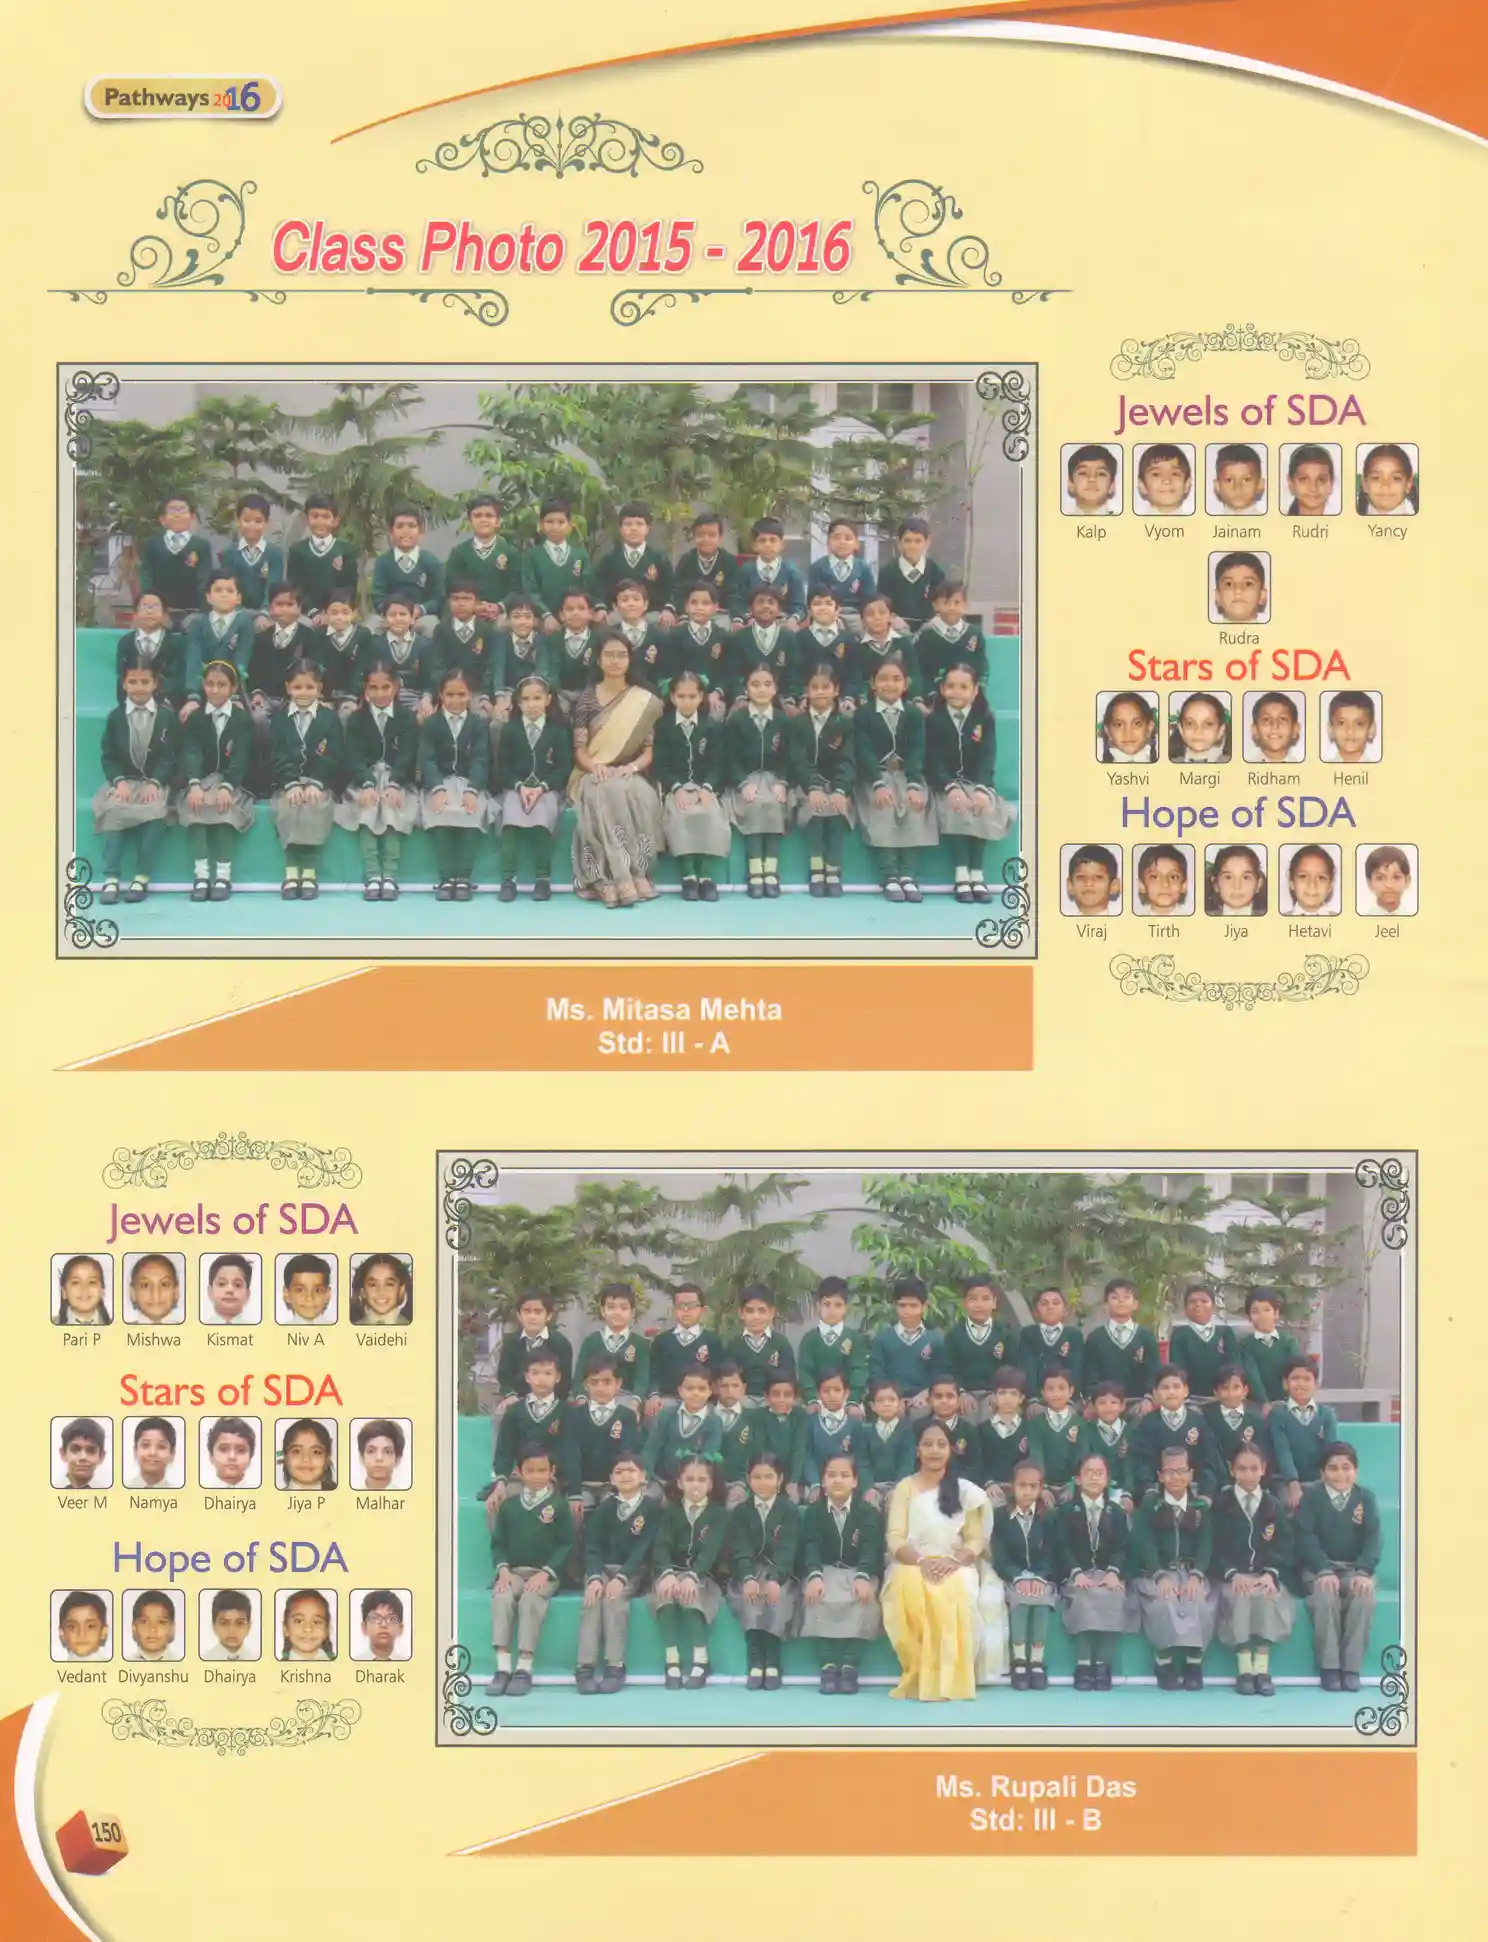 Pathways 2016
Class Photo 2015 - 2016
Jewels of SDA
Kalp Vyom Jainam Rudri Yancy
Rudra
Stars of SDA
Yashvi Margi Ridham Henil
Hope of SDA
Viraj Tirth Jiya Hetavi Jeel
Ms. Mitasa Mehta
Std: III - A
Jewels of SDA
Pari P Mishwa Kismat Niv A Vaidehi
Stars of SDA
Veer M Namya Dhairya Jiya P Malhar
Hope of SDA
Vedant Divyanshu Dhairya Krishna Dharak
Ms. Rupali Das
Std: III - B
150